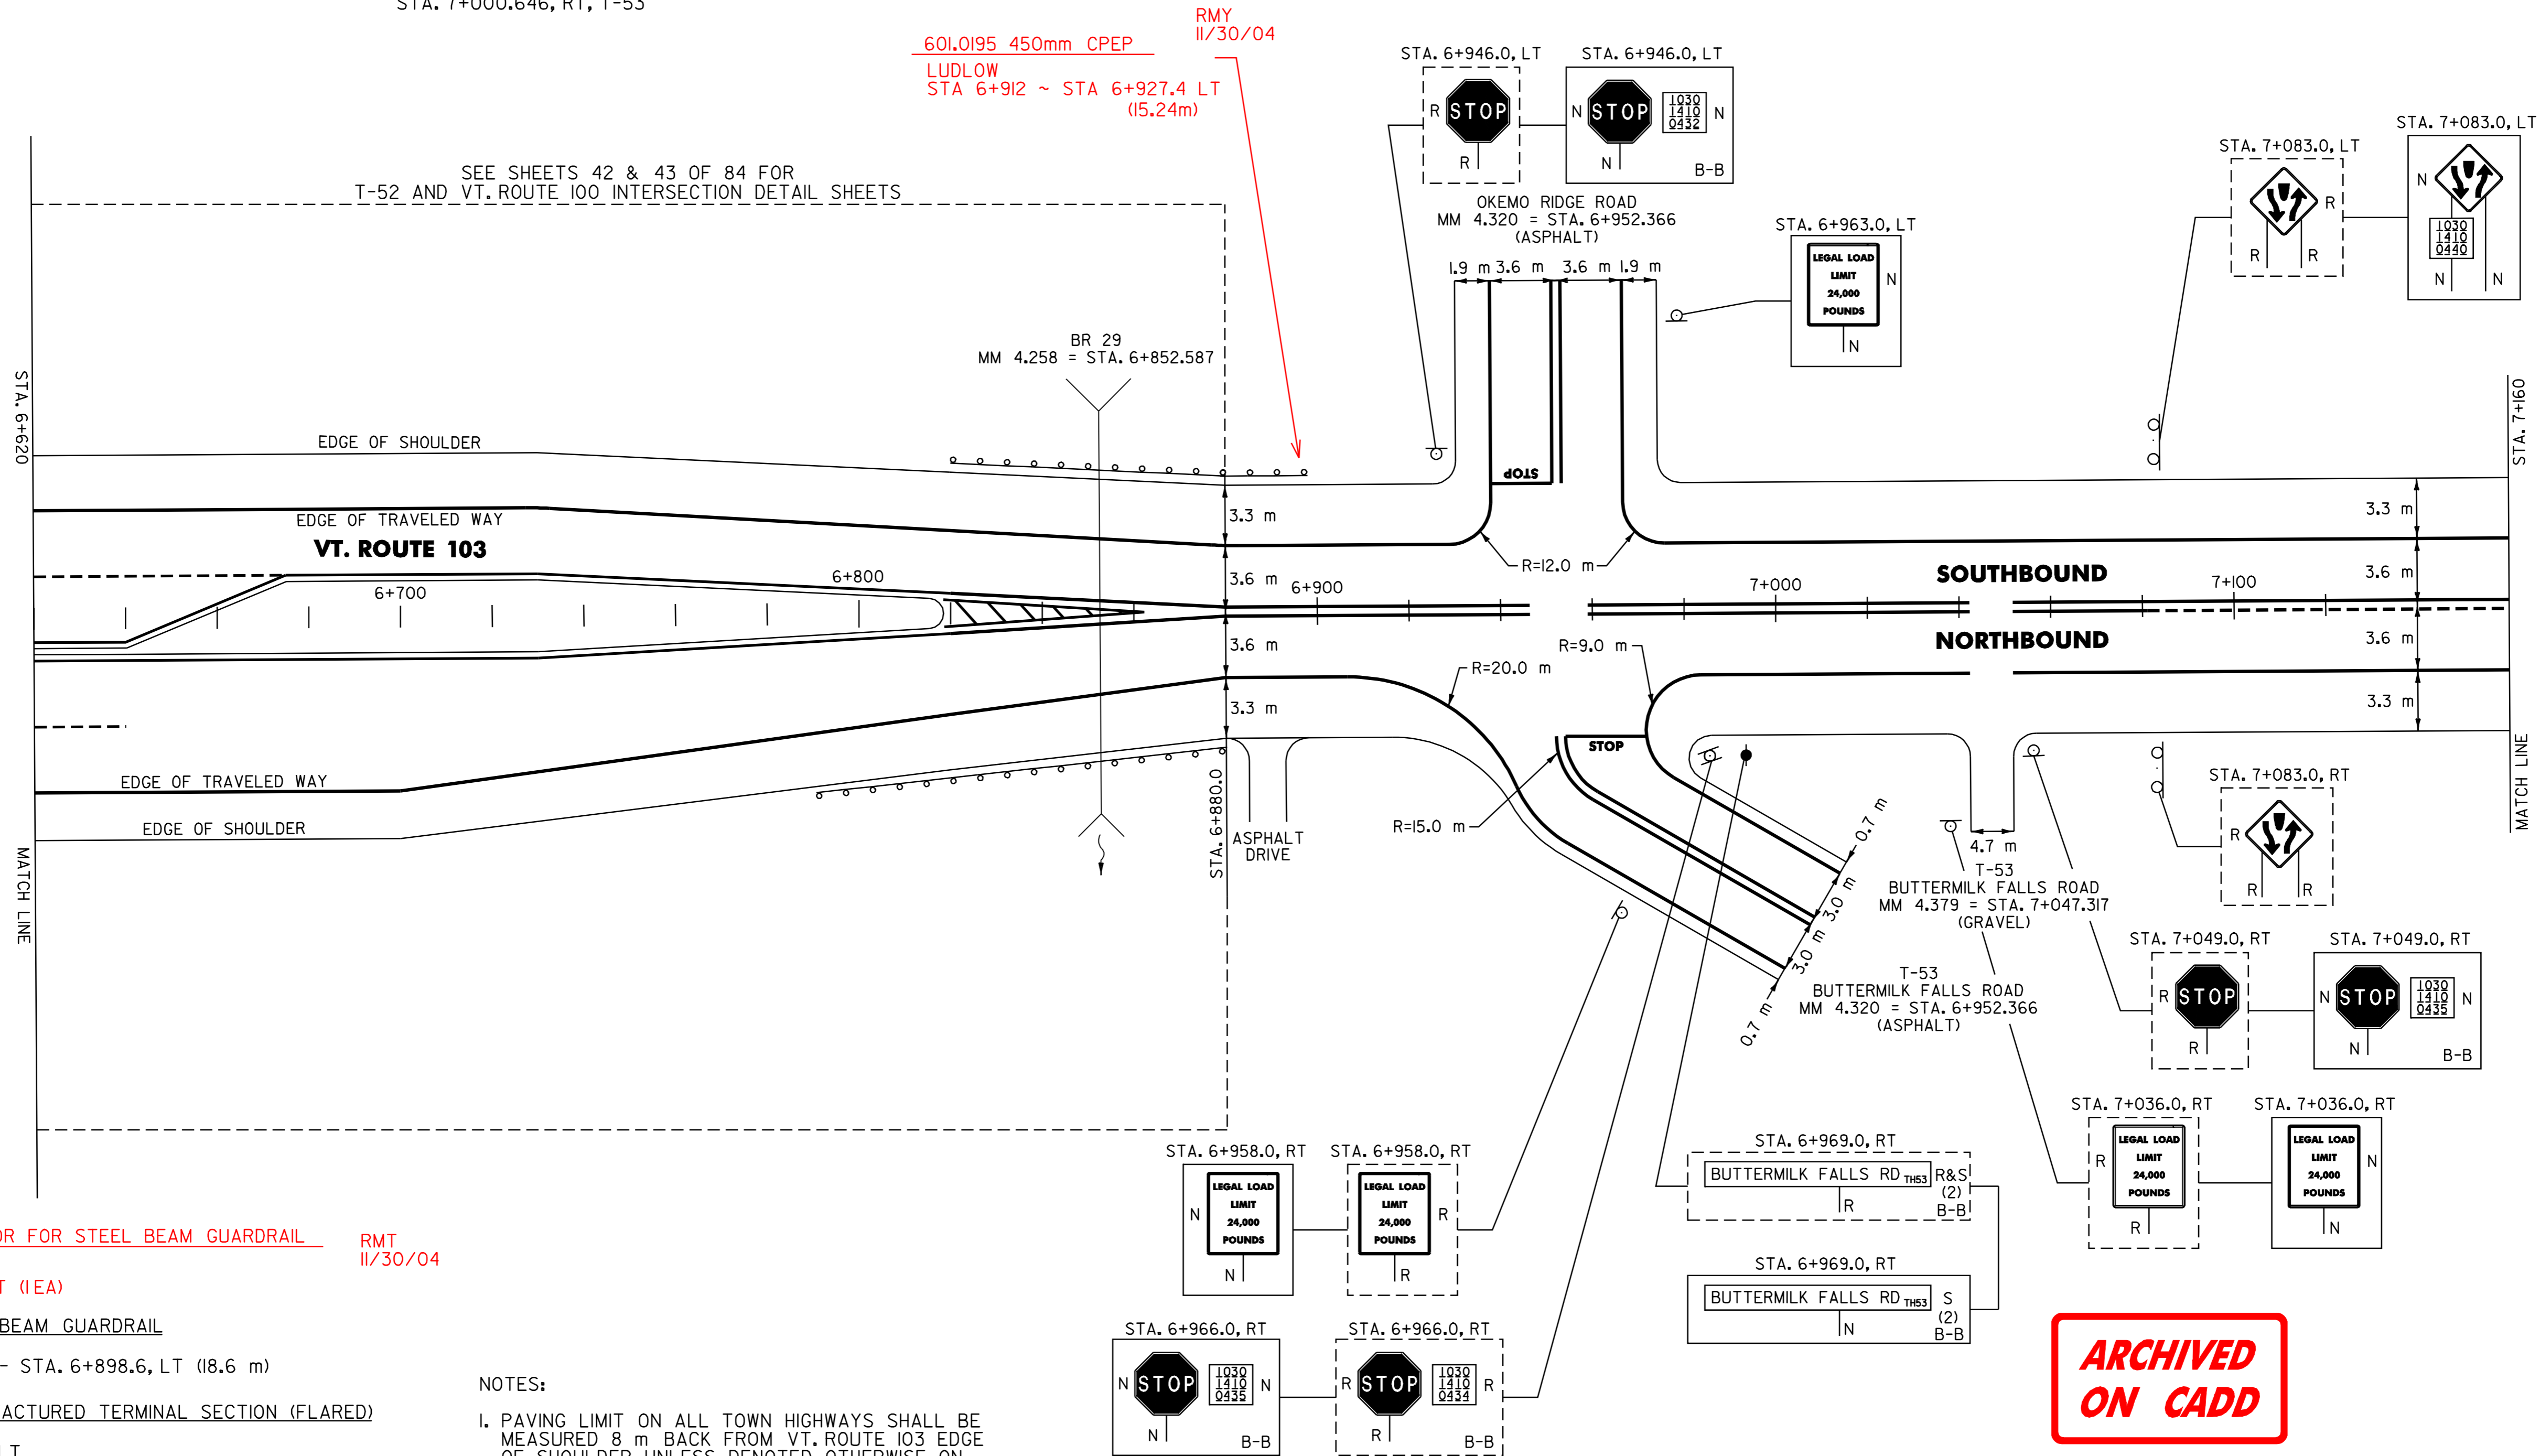 STA. 7+000.646, RT, T-53
RMY
11/30/04
601.0195 450mm CPEP
LUDLOW
STA 6+912 ~ STA 6+927.4 LT
(15.24m)
SEE SHEETS 42 & 43 OF 84 FOR
T-52 AND VT. ROUTE 100 INTERSECTION DETAIL SHEETS
STA. 6+946.0, LT
R STOP
R
STA. 6+946.0, LT
N STOP 1030 1410 0432 N
N
B-B
OKEMO RIDGE ROAD
MM 4.320 = STA. 6+952.366
(ASPHALT)
1.9 m 3.6 m 3.6 m 1.9 m
STA. 6+963.0, LT
LEGAL LOAD
LIMIT
24,000
POUNDS
N
N
STA. 7+083.0, LT
R
R R
STA. 7+083.0, LT
N
1030
1410
0440
N N
BR 29
MM 4.258 = STA. 6+852.587
STA. 6+620
MATCH LINE
EDGE OF SHOULDER
EDGE OF TRAVELED WAY
VT. ROUTE 103
6+700
6+800
6+900
7+000
7+100
3.3 m
3.6 m
3.6 m
3.3 m
STOP
R=12.0 m
SOUTHBOUND
NORTHBOUND
3.3 m
3.6 m
3.6 m
3.3 m
STA. 7+160
MATCH LINE
R=9.0 m
R=20.0 m
STOP
R=15.0 m
EDGE OF TRAVELED WAY
EDGE OF SHOULDER
STA. 6+880.0
ASPHALT
DRIVE
0.7 m
3.0 m
3.0 m
0.7 m
4.7 m
T-53
BUTTERMILK FALLS ROAD
MM 4.379 = STA. 7+047.317
(GRAVEL)
T-53
BUTTERMILK FALLS ROAD
MM 4.320 = STA. 6+952.366
(ASPHALT)
STA. 7+083.0, RT
R
R R
STA. 7+049.0, RT
R STOP
R
STA. 7+049.0, RT
N STOP 1030 1410 0435 N
N
B-B
STA. 7+036.0, RT
LEGAL LOAD
LIMIT
24,000
POUNDS
R
R
STA. 7+036.0, RT
LEGAL LOAD
LIMIT
24,000
POUNDS
N
N
STA. 6+958.0, RT
LEGAL LOAD
LIMIT
24,000
POUNDS
N
N
STA. 6+958.0, RT
LEGAL LOAD
LIMIT
24,000
POUNDS
R
R
STA. 6+969.0, RT
BUTTERMILK FALLS RD TH53 R&S
(2)
R
B-B
STA. 6+969.0, RT
BUTTERMILK FALLS RD TH53 S
(2)
N
B-B
STA. 6+966.0, RT
N STOP 1030 1410 0435 N
N
B-B
STA. 6+966.0, RT
R STOP 1030 1410 0434 R
R
B-B
OR FOR STEEL BEAM GUARDRAIL
RMT
11/30/04
T (1 EA)
BEAM GUARDRAIL
- STA. 6+898.6, LT (18.6 m)
ACTURED TERMINAL SECTION (FLARED)
LT
NOTES:
1. PAVING LIMIT ON ALL TOWN HIGHWAYS SHALL BE
MEASURED 8 m BACK FROM VT. ROUTE 103 EDGE
OF SHOULDER UNLESS DENOTED OTHERWISE ON
ARCHIVED
ON CADD